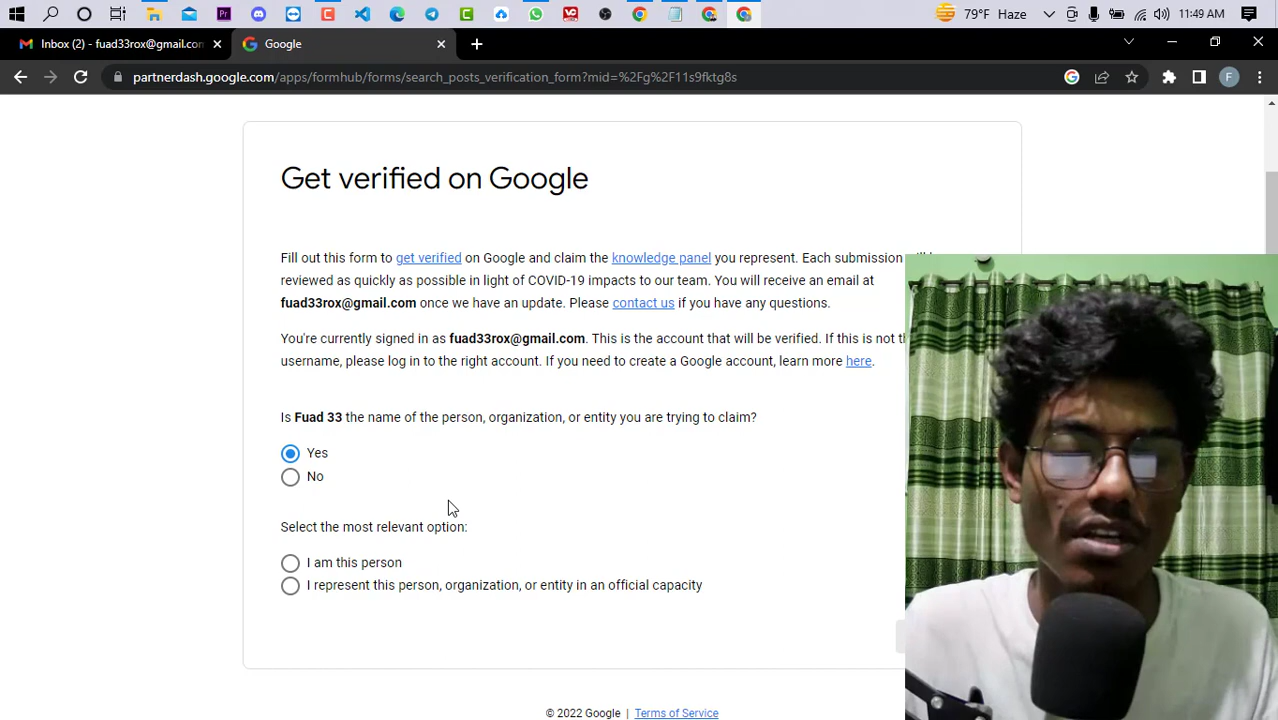 79°F Haze
11:49 AM
Inbox (2) - fuad33rox@gmail.con
Google
partnerdash.google.com/apps/formhub/forms/search_posts_verification_form?mid=%2Fg%2F11s9fktg8s
F
Get verified on Google
Fill out this form to get verified on Google and claim the knowledge panel you represent. Each submission
reviewed as quickly as possible in light of COVID-19 impacts to our team. You will receive an email at
fuad33rox@gmail.com once we have an update. Please contact us if you have any questions.
You're currently signed in as fuad33rox@gmail.com. This is the account that will be verified. If this is not
username, please log in to the right account. If you need to create a Google account, learn more here.
Is Fuad 33 the name of the person, organization, or entity you are trying to claim?
Yes
No
Select the most relevant option:
I am this person
I represent this person, organization, or entity in an official capacity
© 2022 Google | Terms of Service